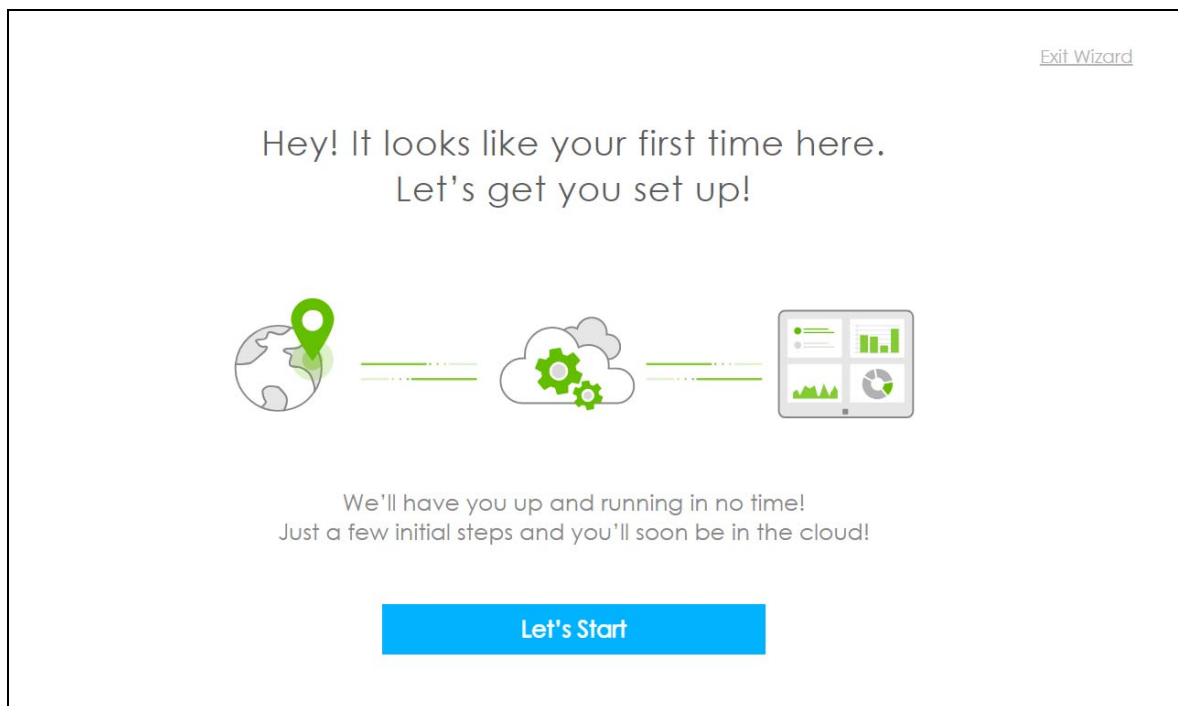 Exit Wizard
Hey! It looks like your first time here.
Let's get you set up!
We'll have you up and running in no time!
Just a few initial steps and you'll soon be in the cloud!
Let's Start